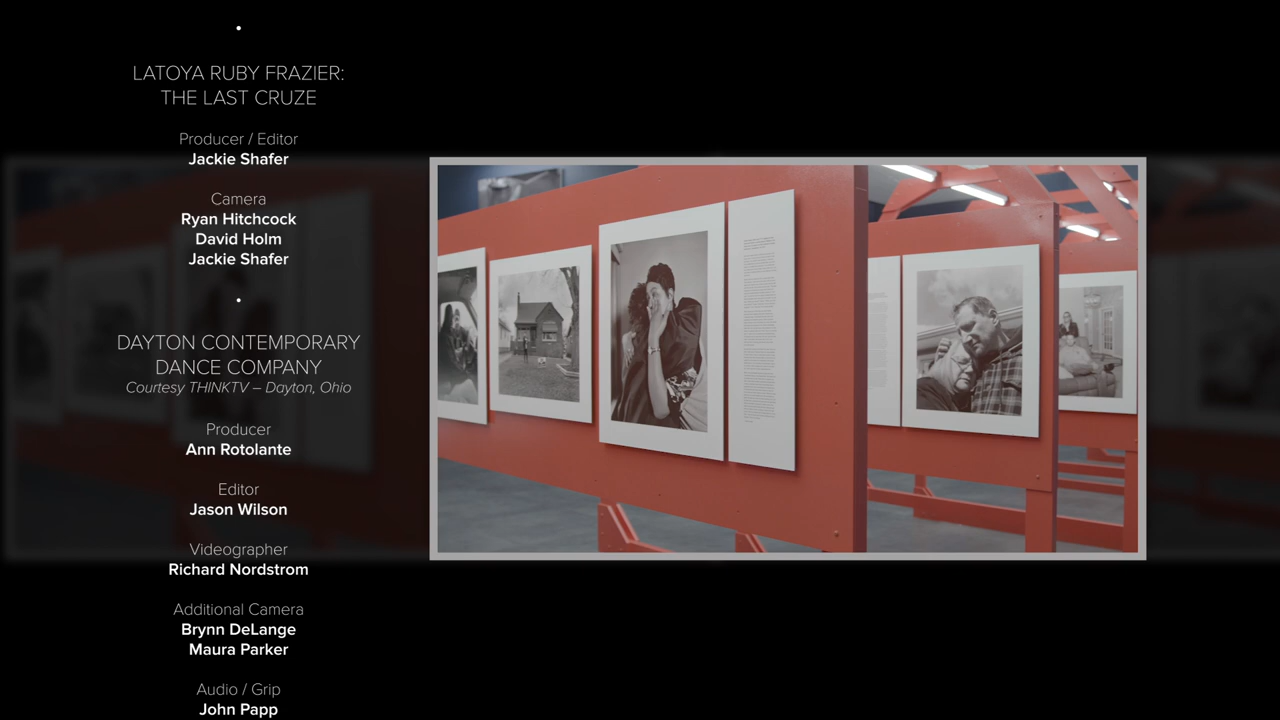 LATOYA RUBY FRAZIER:
THE LAST CRUZE
Producer / Editor
Jackie Shafer
Camera
Ryan Hitchcock
David Holm
Jackie Shafer
DAYTON CONTEMPORARY
DANCE COMPANY
Courtesy THINKTV – Dayton, Ohio
Producer
Ann Rotolante
Editor
Jason Wilson
Videographer
Richard Nordstrom
Additional Camera
Brynn DeLange
Maura Parker
Audio / Grip
John Papp